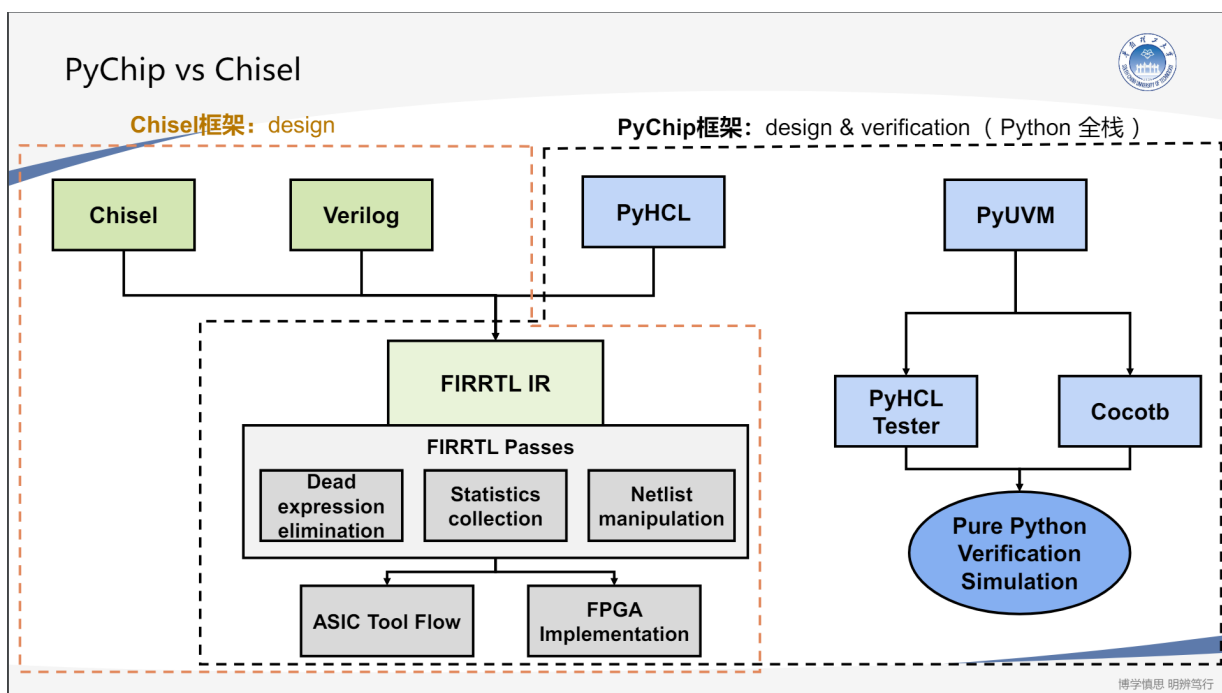 PyChip vs Chisel
Chisel框架：design
PyChip框架：design & verification（ Python 全栈 ）
Chisel
Verilog
PyHCL
PyUVM
FIRRTL IR
FIRRTL Passes
Dead
expression
elimination
Statistics
collection
Netlist
manipulation
ASIC Tool Flow
FPGA
Implementation
PyHCL
Tester
Cocotb
Pure Python
Verification
Simulation
博学慎思 明辨笃行